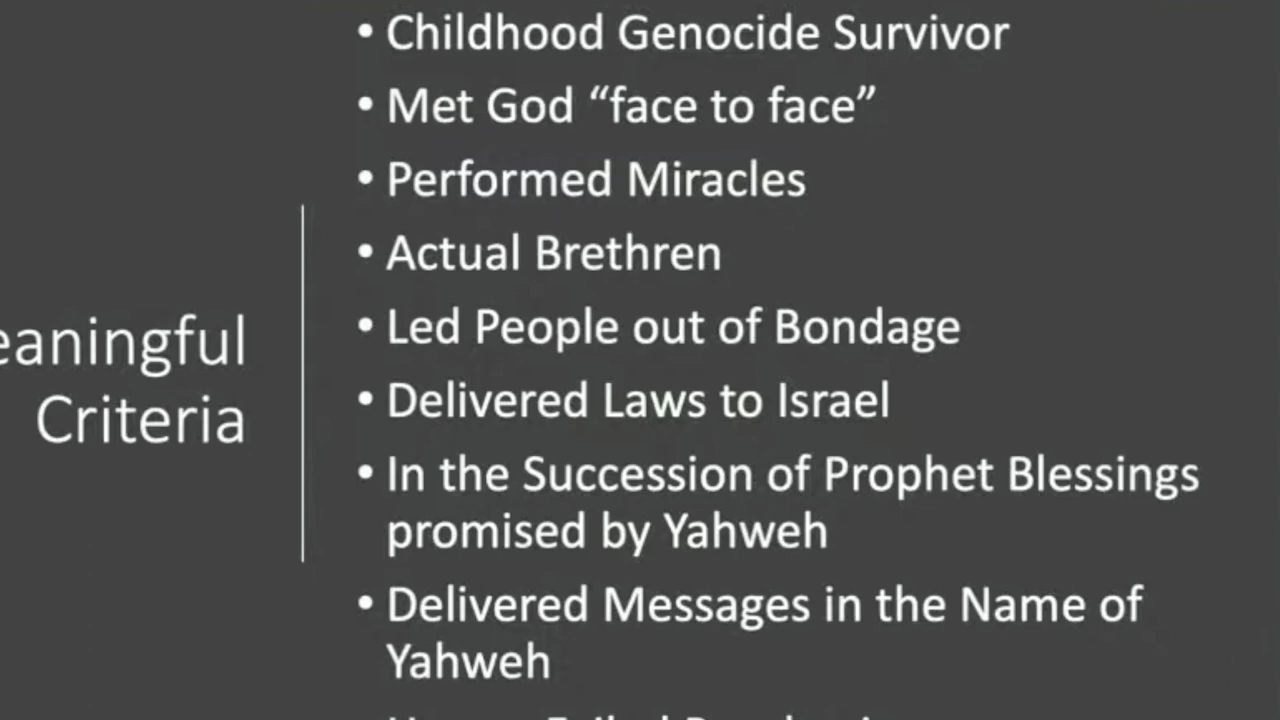 • Childhood Genocide Survivor
• Met God “face to face”
• Performed Miracles
• Actual Brethren
• Led People out of Bondage
• Delivered Laws to Israel
• In the Succession of Prophet Blessings
promised by Yahweh
• Delivered Messages in the Name of
Yahweh
eaningful
Criteria